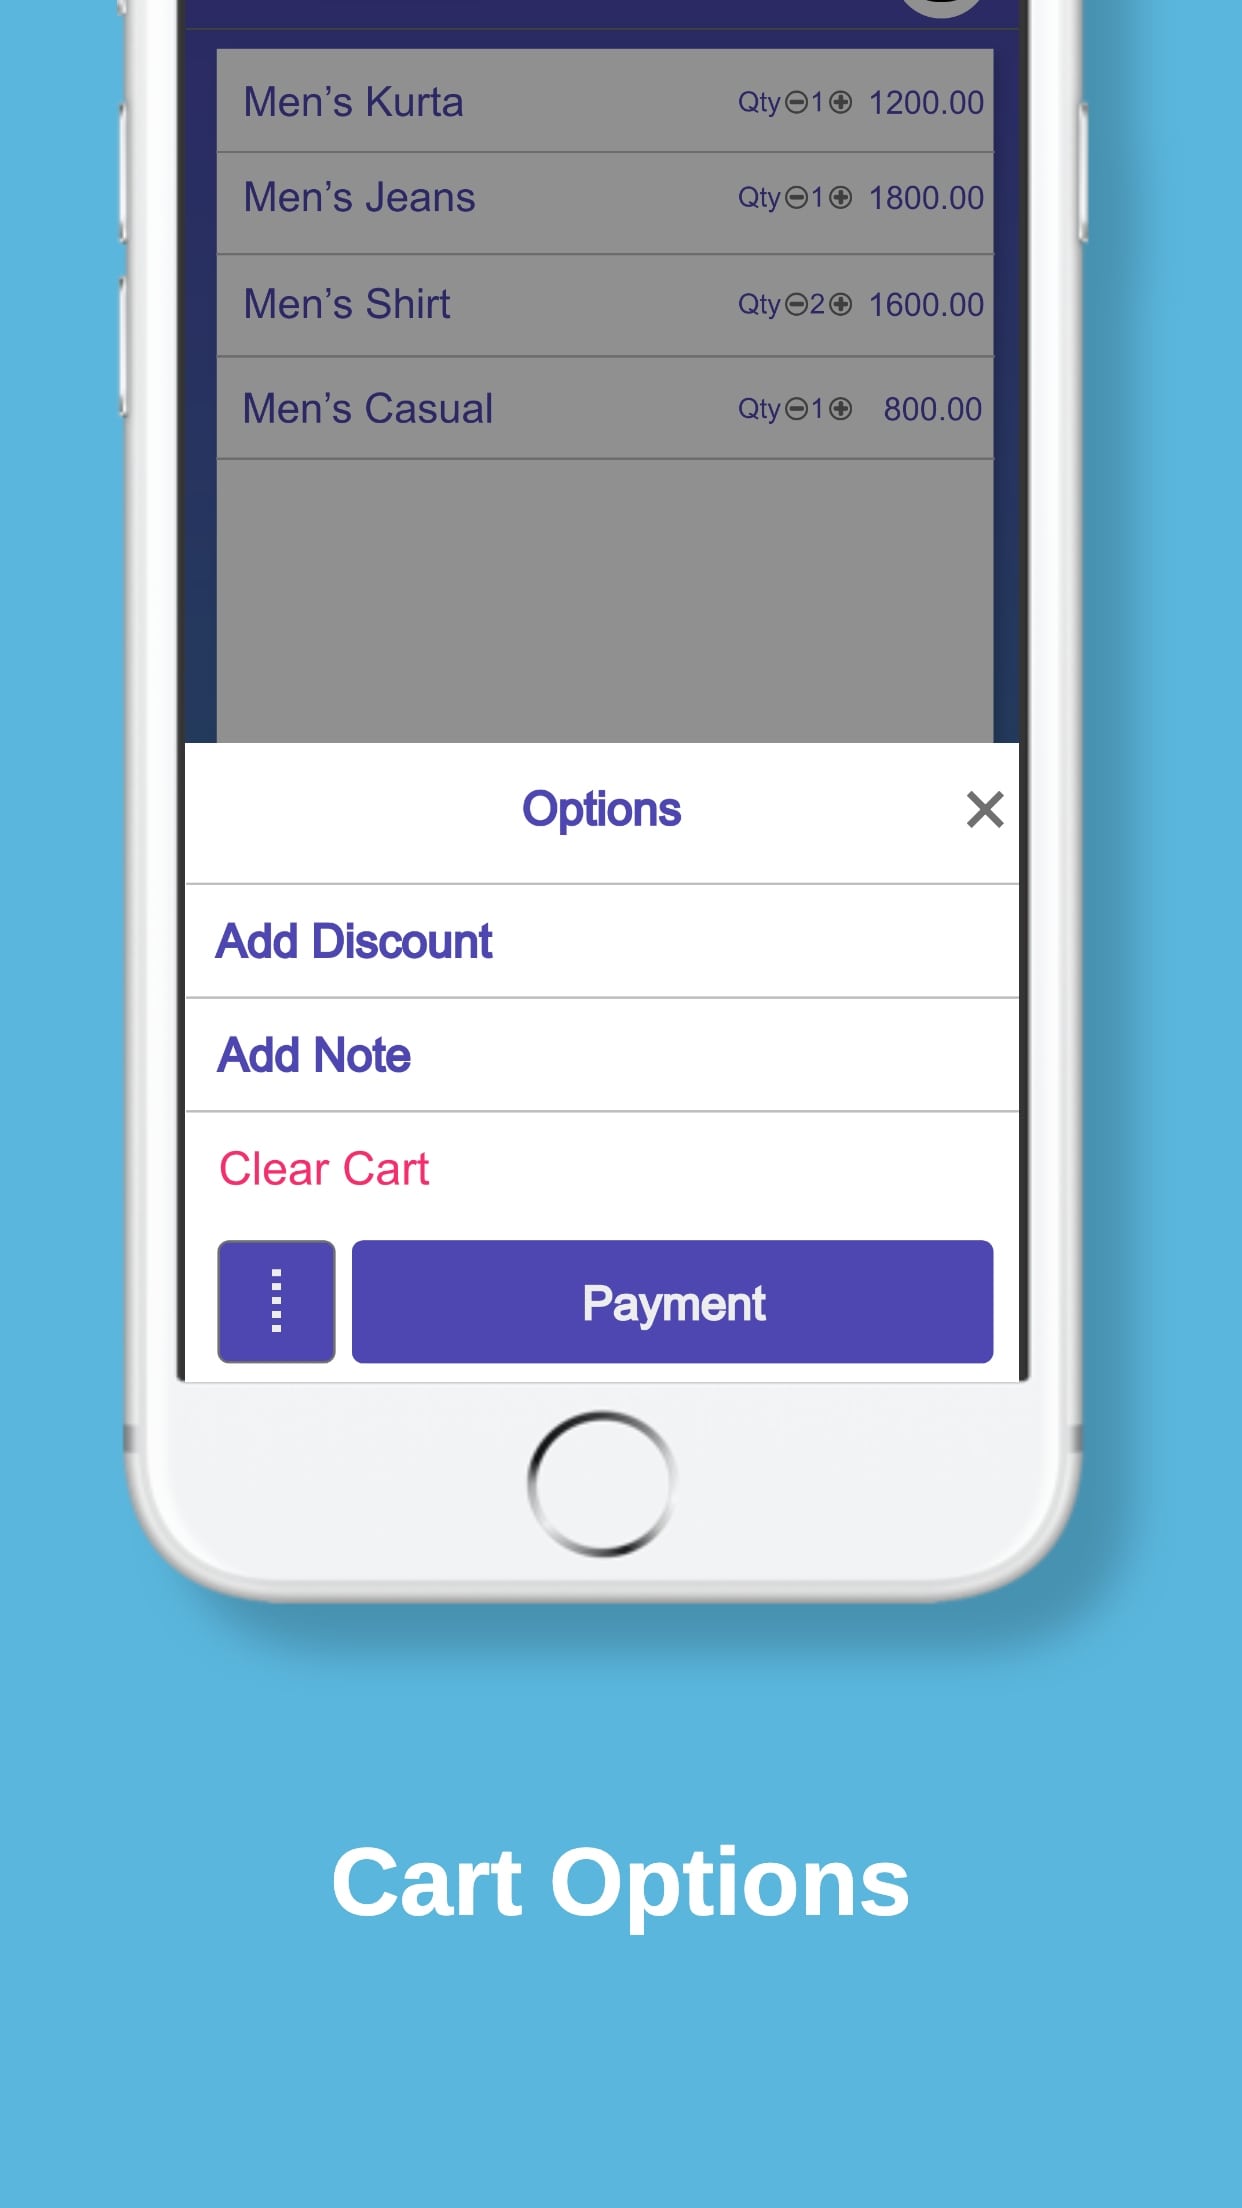 Men’s Kurta Qty 1 1200.00
Men’s Jeans Qty 1 1800.00
Men’s Shirt Qty 2 1600.00
Men’s Casual Qty 1 800.00
Options
Add Discount
Add Note
Clear Cart
Payment
Cart Options